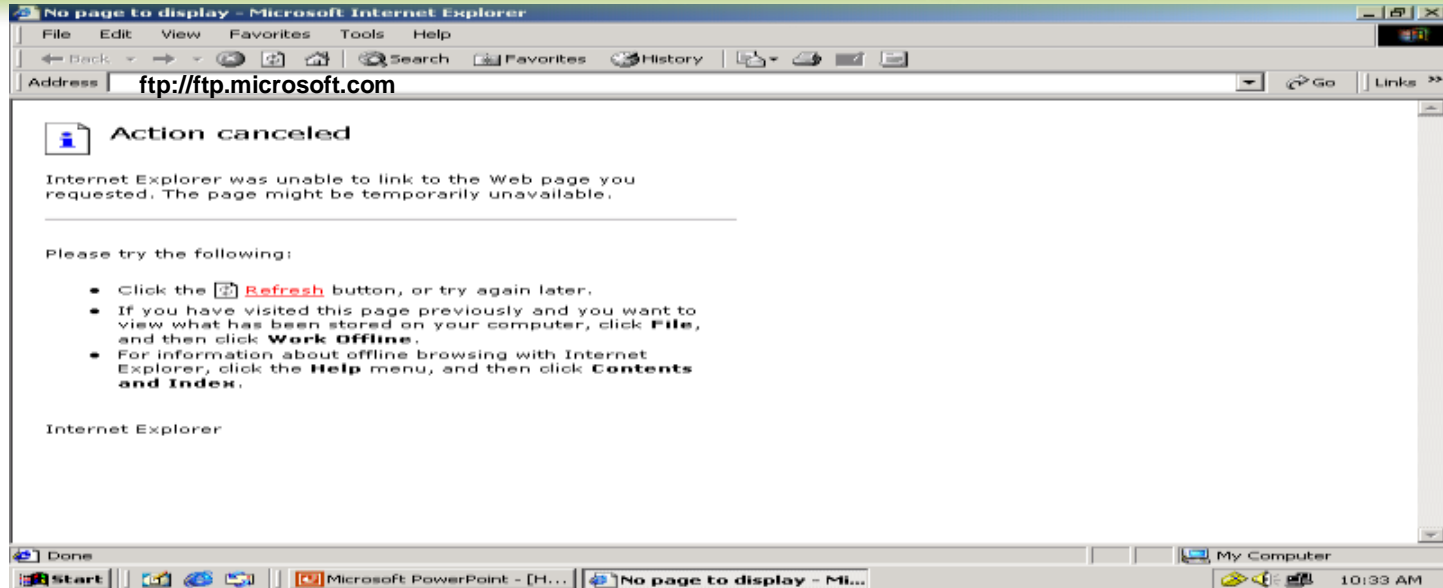 No page to display - Microsoft Internet Explorer
File Edit View Favorites Tools Help
Back Search Favorites History
Address ftp://ftp.microsoft.com Go Links »
Action canceled
Internet Explorer was unable to link to the Web page you
requested. The page might be temporarily unavailable.
Please try the following:
• Click the Refresh button, or try again later.
• If you have visited this page previously and you want to
view what has been stored on your computer, click File,
and then click Work Offline.
• For information about offline browsing with Internet
Explorer, click the Help menu, and then click Contents
and Index.
Internet Explorer
Done My Computer
Start Microsoft PowerPoint - [H... No page to display - Mi... 10:33 AM